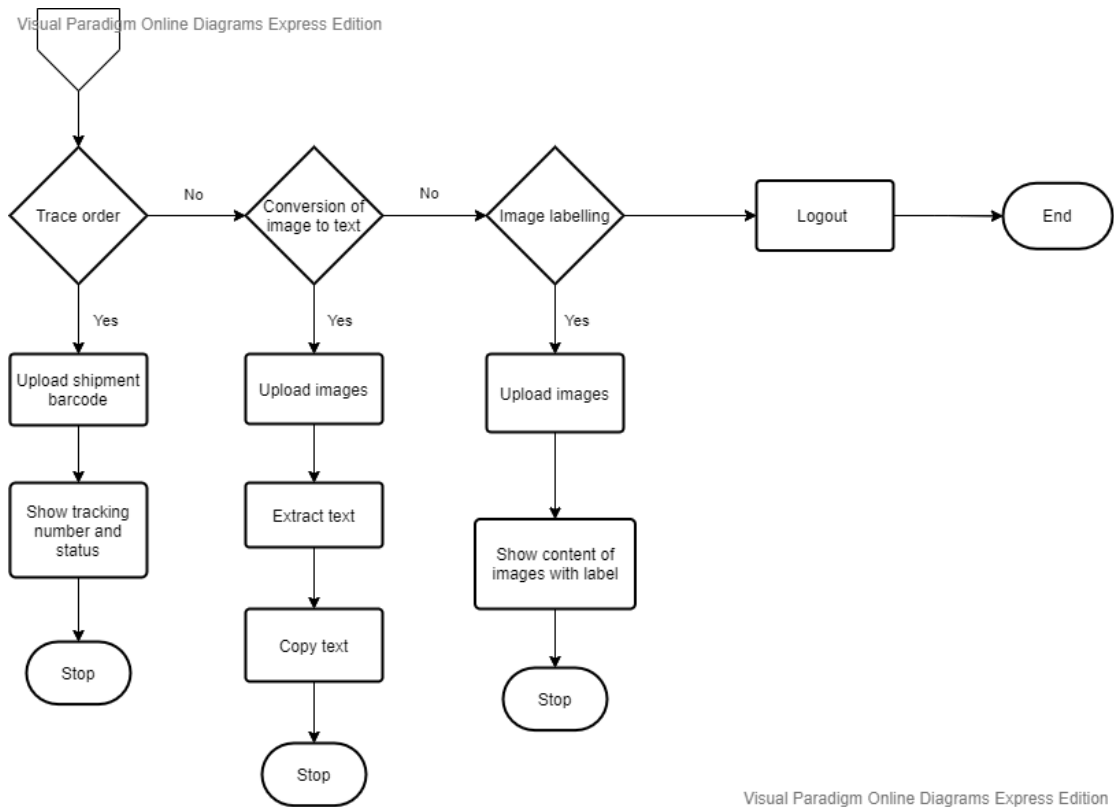 Visual Paradigm Online Diagrams Express Edition
Trace order
No
Conversion of
image to text
No
Image labelling
Logout
End
Yes
Yes
Yes
Upload shipment
barcode
Upload images
Upload images
Show tracking
number and
status
Extract text
Show content of
images with label
Copy text
Stop
Stop
Stop
Visual Paradigm Online Diagrams Express Edition